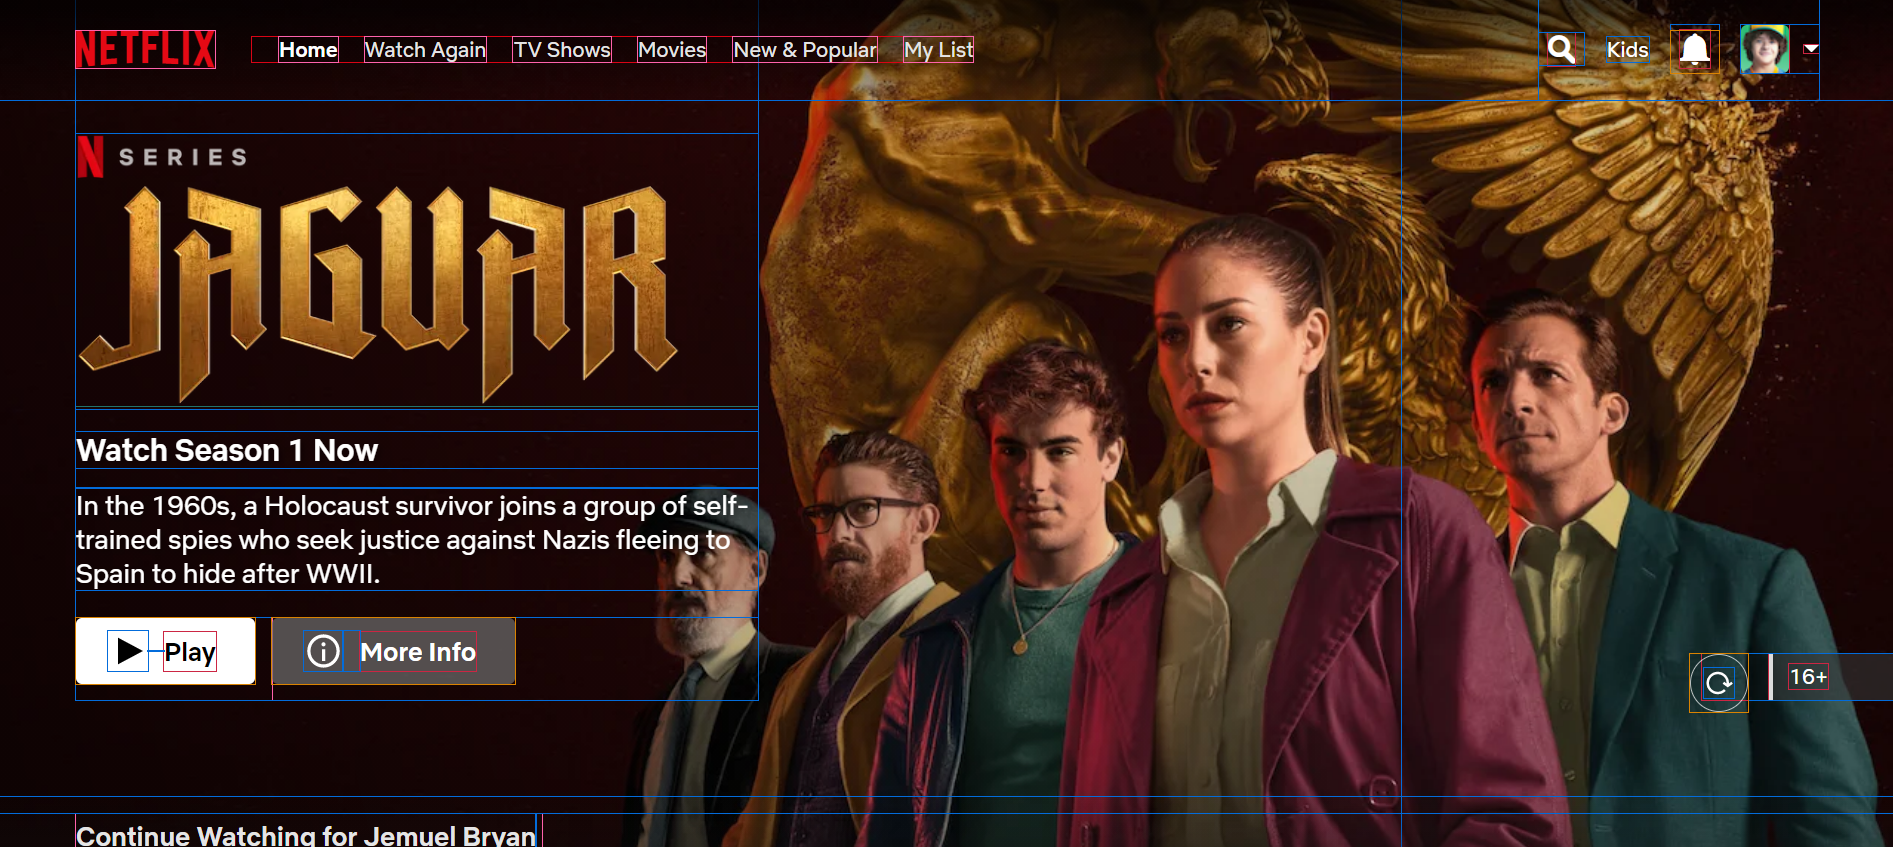 NETFLIX
Home
Watch Again
TV Shows
Movies
New & Popular
My List
Kids
N SERIES
JAGUAR
Watch Season 1 Now
In the 1960s, a Holocaust survivor joins a group of self-
trained spies who seek justice against Nazis fleeing to
Spain to hide after WWII.
Play
More Info
16+
Continue Watching for Jemuel Bryan